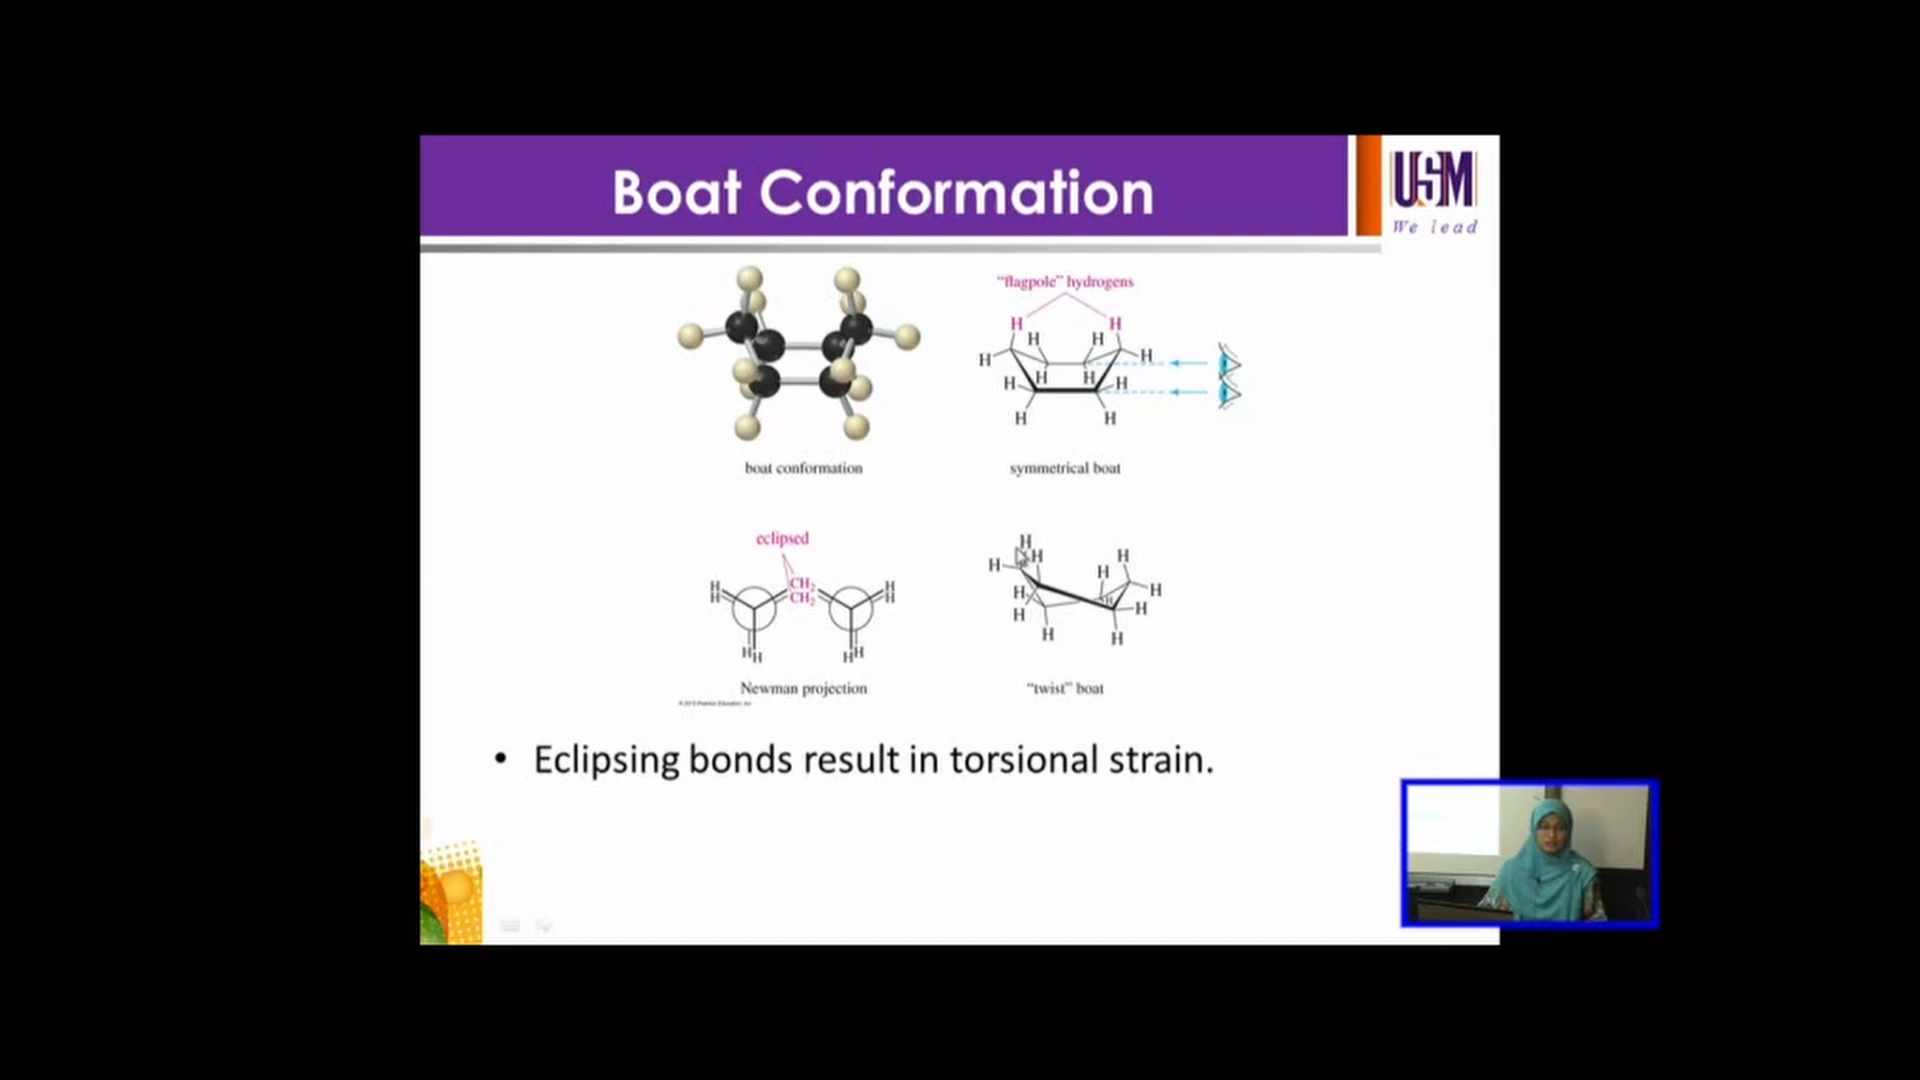 Boat Conformation
USM
We lead
"flagpole" hydrogens
H H
H H
H H
H H H H
H H
boat conformation
symmetrical boat
eclipsed
CH₂
CH₂
H H
H H
HH HH
Newman projection
H
H H H
H H
H H H
H
H H
"twist" boat
• Eclipsing bonds result in torsional strain.